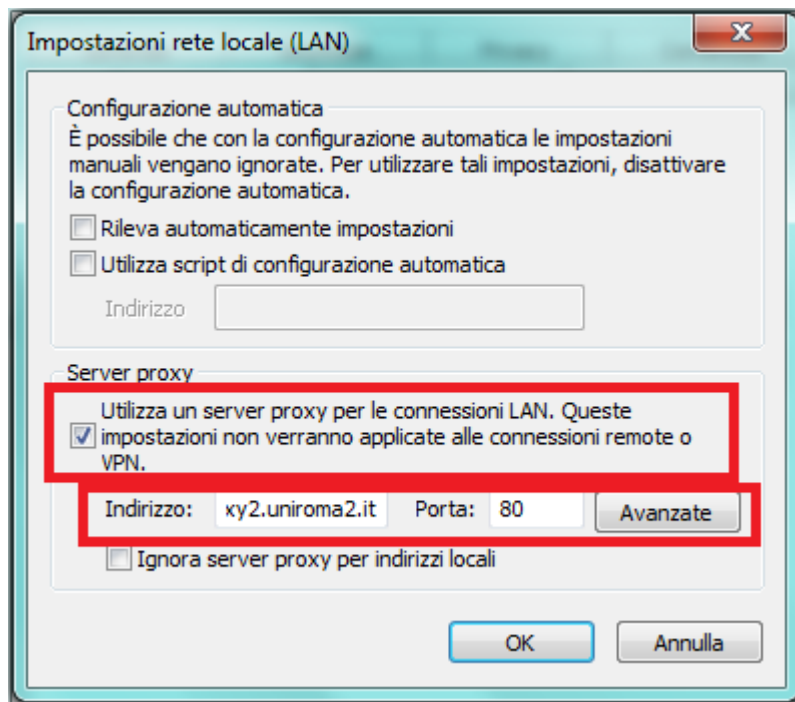 Impostazioni rete locale (LAN)
Configurazione automatica
È possibile che con la configurazione automatica le impostazioni
manuali vengano ignorate. Per utilizzare tali impostazioni, disattivare
la configurazione automatica.
Rileva automaticamente impostazioni
Utilizza script di configurazione automatica
Indirizzo
Server proxy
Utilizza un server proxy per le connessioni LAN. Queste
impostazioni non verranno applicate alle connessioni remote o
VPN.
Indirizzo: xy2.uniroma2.it Porta: 80 Avanzate
Ignora server proxy per indirizzi locali
OK Annulla